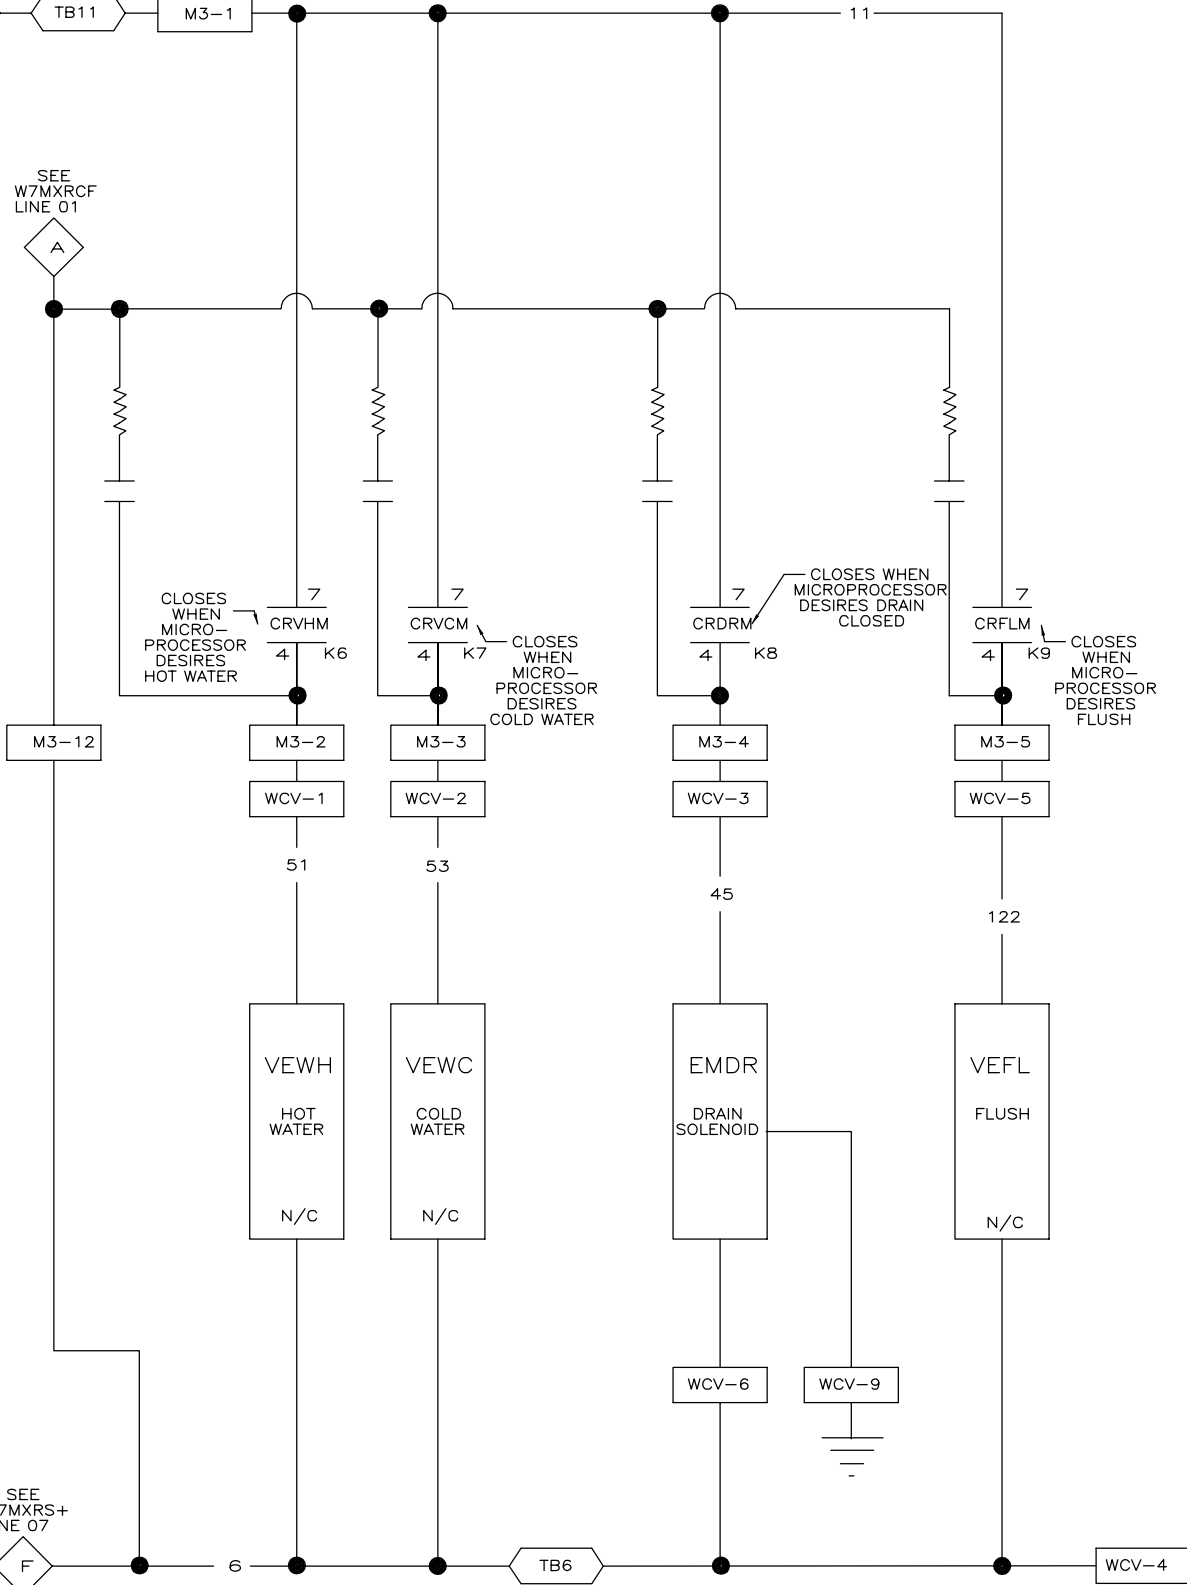 TB11
M3-1
11
SEE
W7MXRCF
LINE 01
A
7
7
7
7
CLOSES
WHEN
MICRO-
PROCESSOR
DESIRES
HOT WATER
CRVHM
4
K6
CRVCM
4
K7
CLOSES
WHEN
MICRO-
PROCESSOR
DESIRES
COLD WATER
CLOSES WHEN
MICROPROCESSOR
DESIRES DRAIN
CLOSED
CRDRM
4
K8
CRFLM
4
K9
CLOSES
WHEN
MICRO-
PROCESSOR
DESIRES
FLUSH
M3-12
M3-2
M3-3
M3-4
M3-5
WCV-1
WCV-2
WCV-3
WCV-5
51
53
45
122
VEWH
HOT
WATER
N/C
VEWC
COLD
WATER
N/C
EMDR
DRAIN
SOLENOID
VEFL
FLUSH
N/C
WCV-6
WCV-9
SEE
7MXRS+
NE 07
F
6
TB6
WCV-4